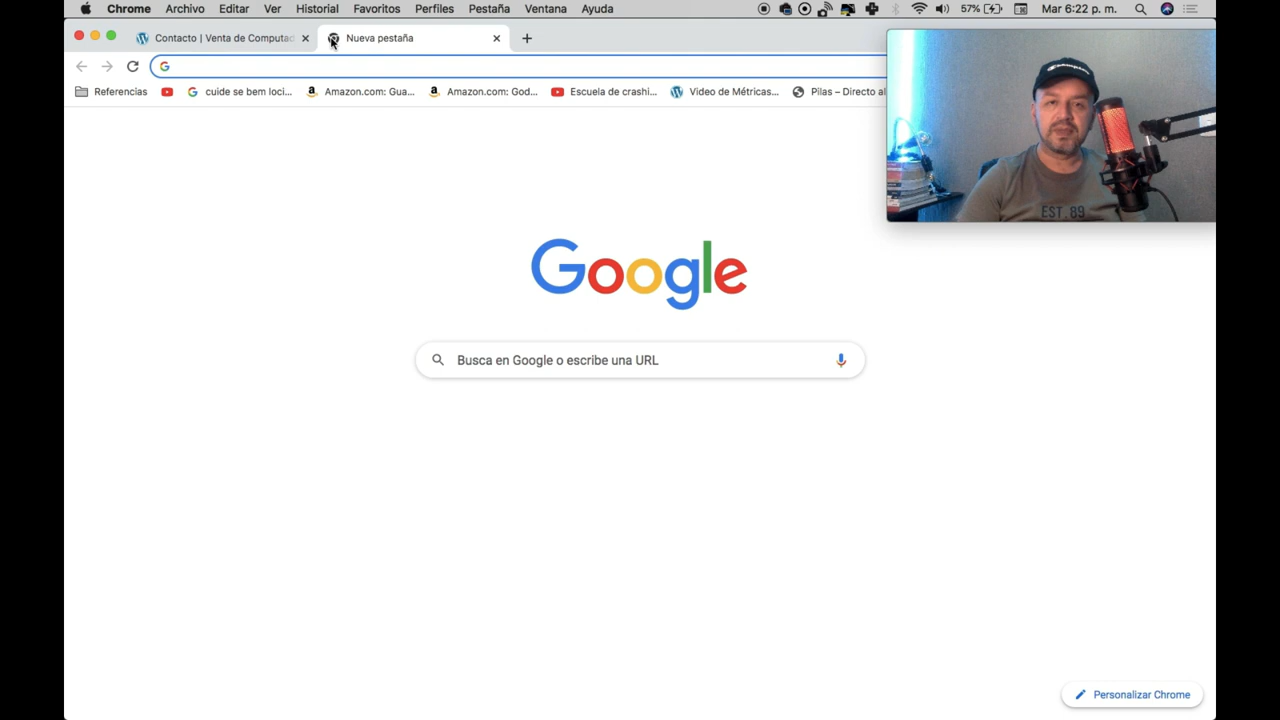 Chrome Archivo Editar Ver Historial Favoritos Perfiles Pestaña Ventana Ayuda 57% Mar 6:22 p. m.
Contacto | Venta de Computac Nueva pestaña
Referencias cuide se bem loci... Amazon.com: Gua... Amazon.com: God... Escuela de crashi... Video de Métricas... Pilas – Directo al
Champion
EST. 89
Google
Busca en Google o escribe una URL
Personalizar Chrome